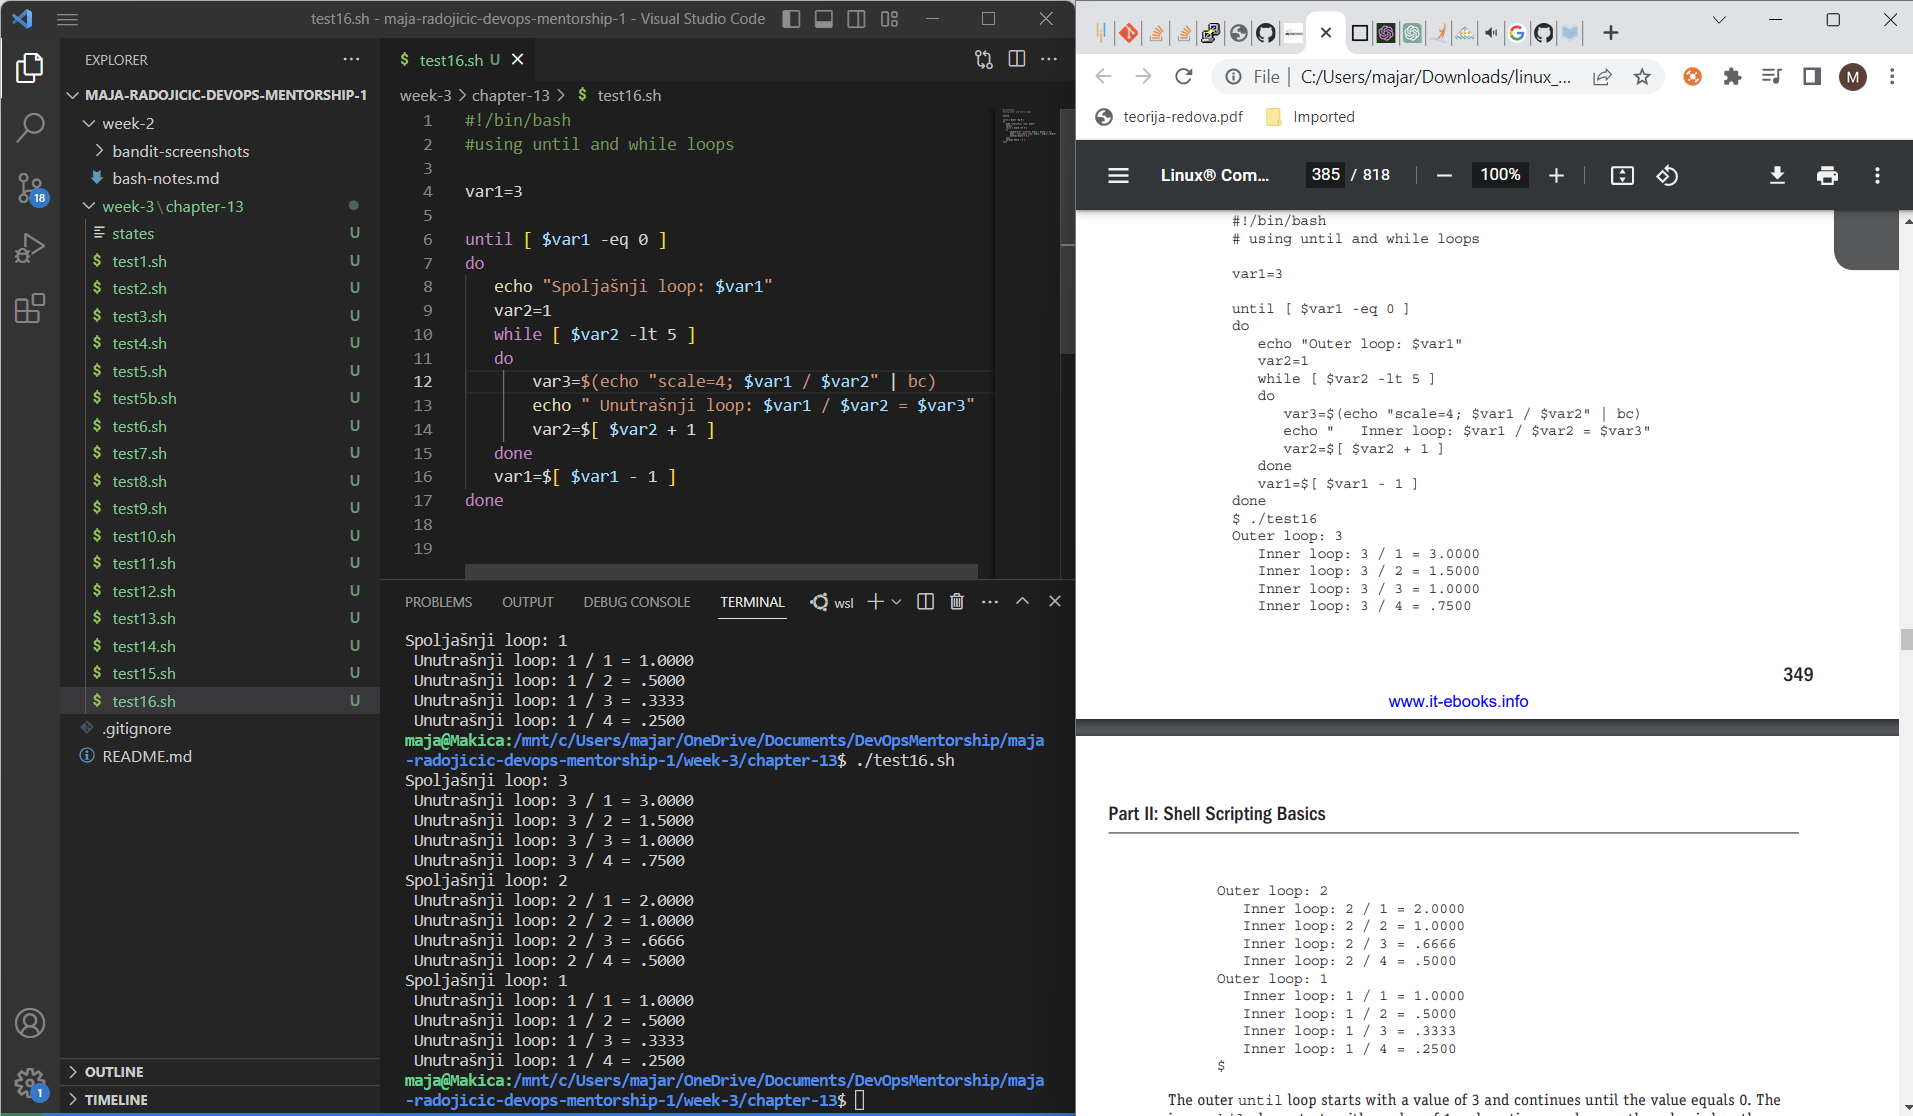 test16.sh - maja-radojicic-devops-mentorship-1 - Visual Studio Code
EXPLORER
MAJA-RADOJICIC-DEVOPS-MENTORSHIP-1
week-2
bandit-screenshots
bash-notes.md
week-3\chapter-13
states U
test1.sh U
test2.sh U
test3.sh U
test4.sh U
test5.sh U
test5b.sh U
test6.sh U
test7.sh U
test8.sh U
test9.sh U
test10.sh U
test11.sh U
test12.sh U
test13.sh U
test14.sh U
test15.sh U
test16.sh U
.gitignore
README.md
18
1
OUTLINE
TIMELINE
$ test16.sh U
week-3 > chapter-13 > $ test16.sh
1 #!/bin/bash
2 #using until and while loops
3
4 var1=3
5
6 until [ $var1 -eq 0 ]
7 do
8 echo "Spoljašnji loop: $var1"
9 var2=1
10 while [ $var2 -lt 5 ]
11 do
12 var3=$(echo "scale=4; $var1 / $var2" | bc)
13 echo " Unutrašnji loop: $var1 / $var2 = $var3"
14 var2=$[ $var2 + 1 ]
15 done
16 var1=$[ $var1 - 1 ]
17 done
18
19
PROBLEMS OUTPUT DEBUG CONSOLE TERMINAL wsl
Spoljašnji loop: 1
Unutrašnji loop: 1 / 1 = 1.0000
Unutrašnji loop: 1 / 2 = .5000
Unutrašnji loop: 1 / 3 = .3333
Unutrašnji loop: 1 / 4 = .2500
maja@Makica:/mnt/c/Users/majar/OneDrive/Documents/DevOpsMentorship/maja
-radojicic-devops-mentorship-1/week-3/chapter-13$ ./test16.sh
Spoljašnji loop: 3
Unutrašnji loop: 3 / 1 = 3.0000
Unutrašnji loop: 3 / 2 = 1.5000
Unutrašnji loop: 3 / 3 = 1.0000
Unutrašnji loop: 3 / 4 = .7500
Spoljašnji loop: 2
Unutrašnji loop: 2 / 1 = 2.0000
Unutrašnji loop: 2 / 2 = 1.0000
Unutrašnji loop: 2 / 3 = .6666
Unutrašnji loop: 2 / 4 = .5000
Spoljašnji loop: 1
Unutrašnji loop: 1 / 1 = 1.0000
Unutrašnji loop: 1 / 2 = .5000
Unutrašnji loop: 1 / 3 = .3333
Unutrašnji loop: 1 / 4 = .2500
maja@Makica:/mnt/c/Users/majar/OneDrive/Documents/DevOpsMentorship/maja
-radojicic-devops-mentorship-1/week-3/chapter-13$
File | C:/Users/majar/Downloads/linux_... M
teorija-redova.pdf Imported
Linux® Com... 385 / 818 100%
#!/bin/bash
# using until and while loops
var1=3
until [ $var1 -eq 0 ]
do
echo "Outer loop: $var1"
var2=1
while [ $var2 -lt 5 ]
do
var3=$(echo "scale=4; $var1 / $var2" | bc)
echo " Inner loop: $var1 / $var2 = $var3"
var2=$[ $var2 + 1 ]
done
var1=$[ $var1 - 1 ]
done
$ ./test16
Outer loop: 3
Inner loop: 3 / 1 = 3.0000
Inner loop: 3 / 2 = 1.5000
Inner loop: 3 / 3 = 1.0000
Inner loop: 3 / 4 = .7500
349
www.it-ebooks.info
Part II: Shell Scripting Basics
Outer loop: 2
Inner loop: 2 / 1 = 2.0000
Inner loop: 2 / 2 = 1.0000
Inner loop: 2 / 3 = .6666
Inner loop: 2 / 4 = .5000
Outer loop: 1
Inner loop: 1 / 1 = 1.0000
Inner loop: 1 / 2 = .5000
Inner loop: 1 / 3 = .3333
Inner loop: 1 / 4 = .2500
$
The outer until loop starts with a value of 3 and continues until the value equals 0. The